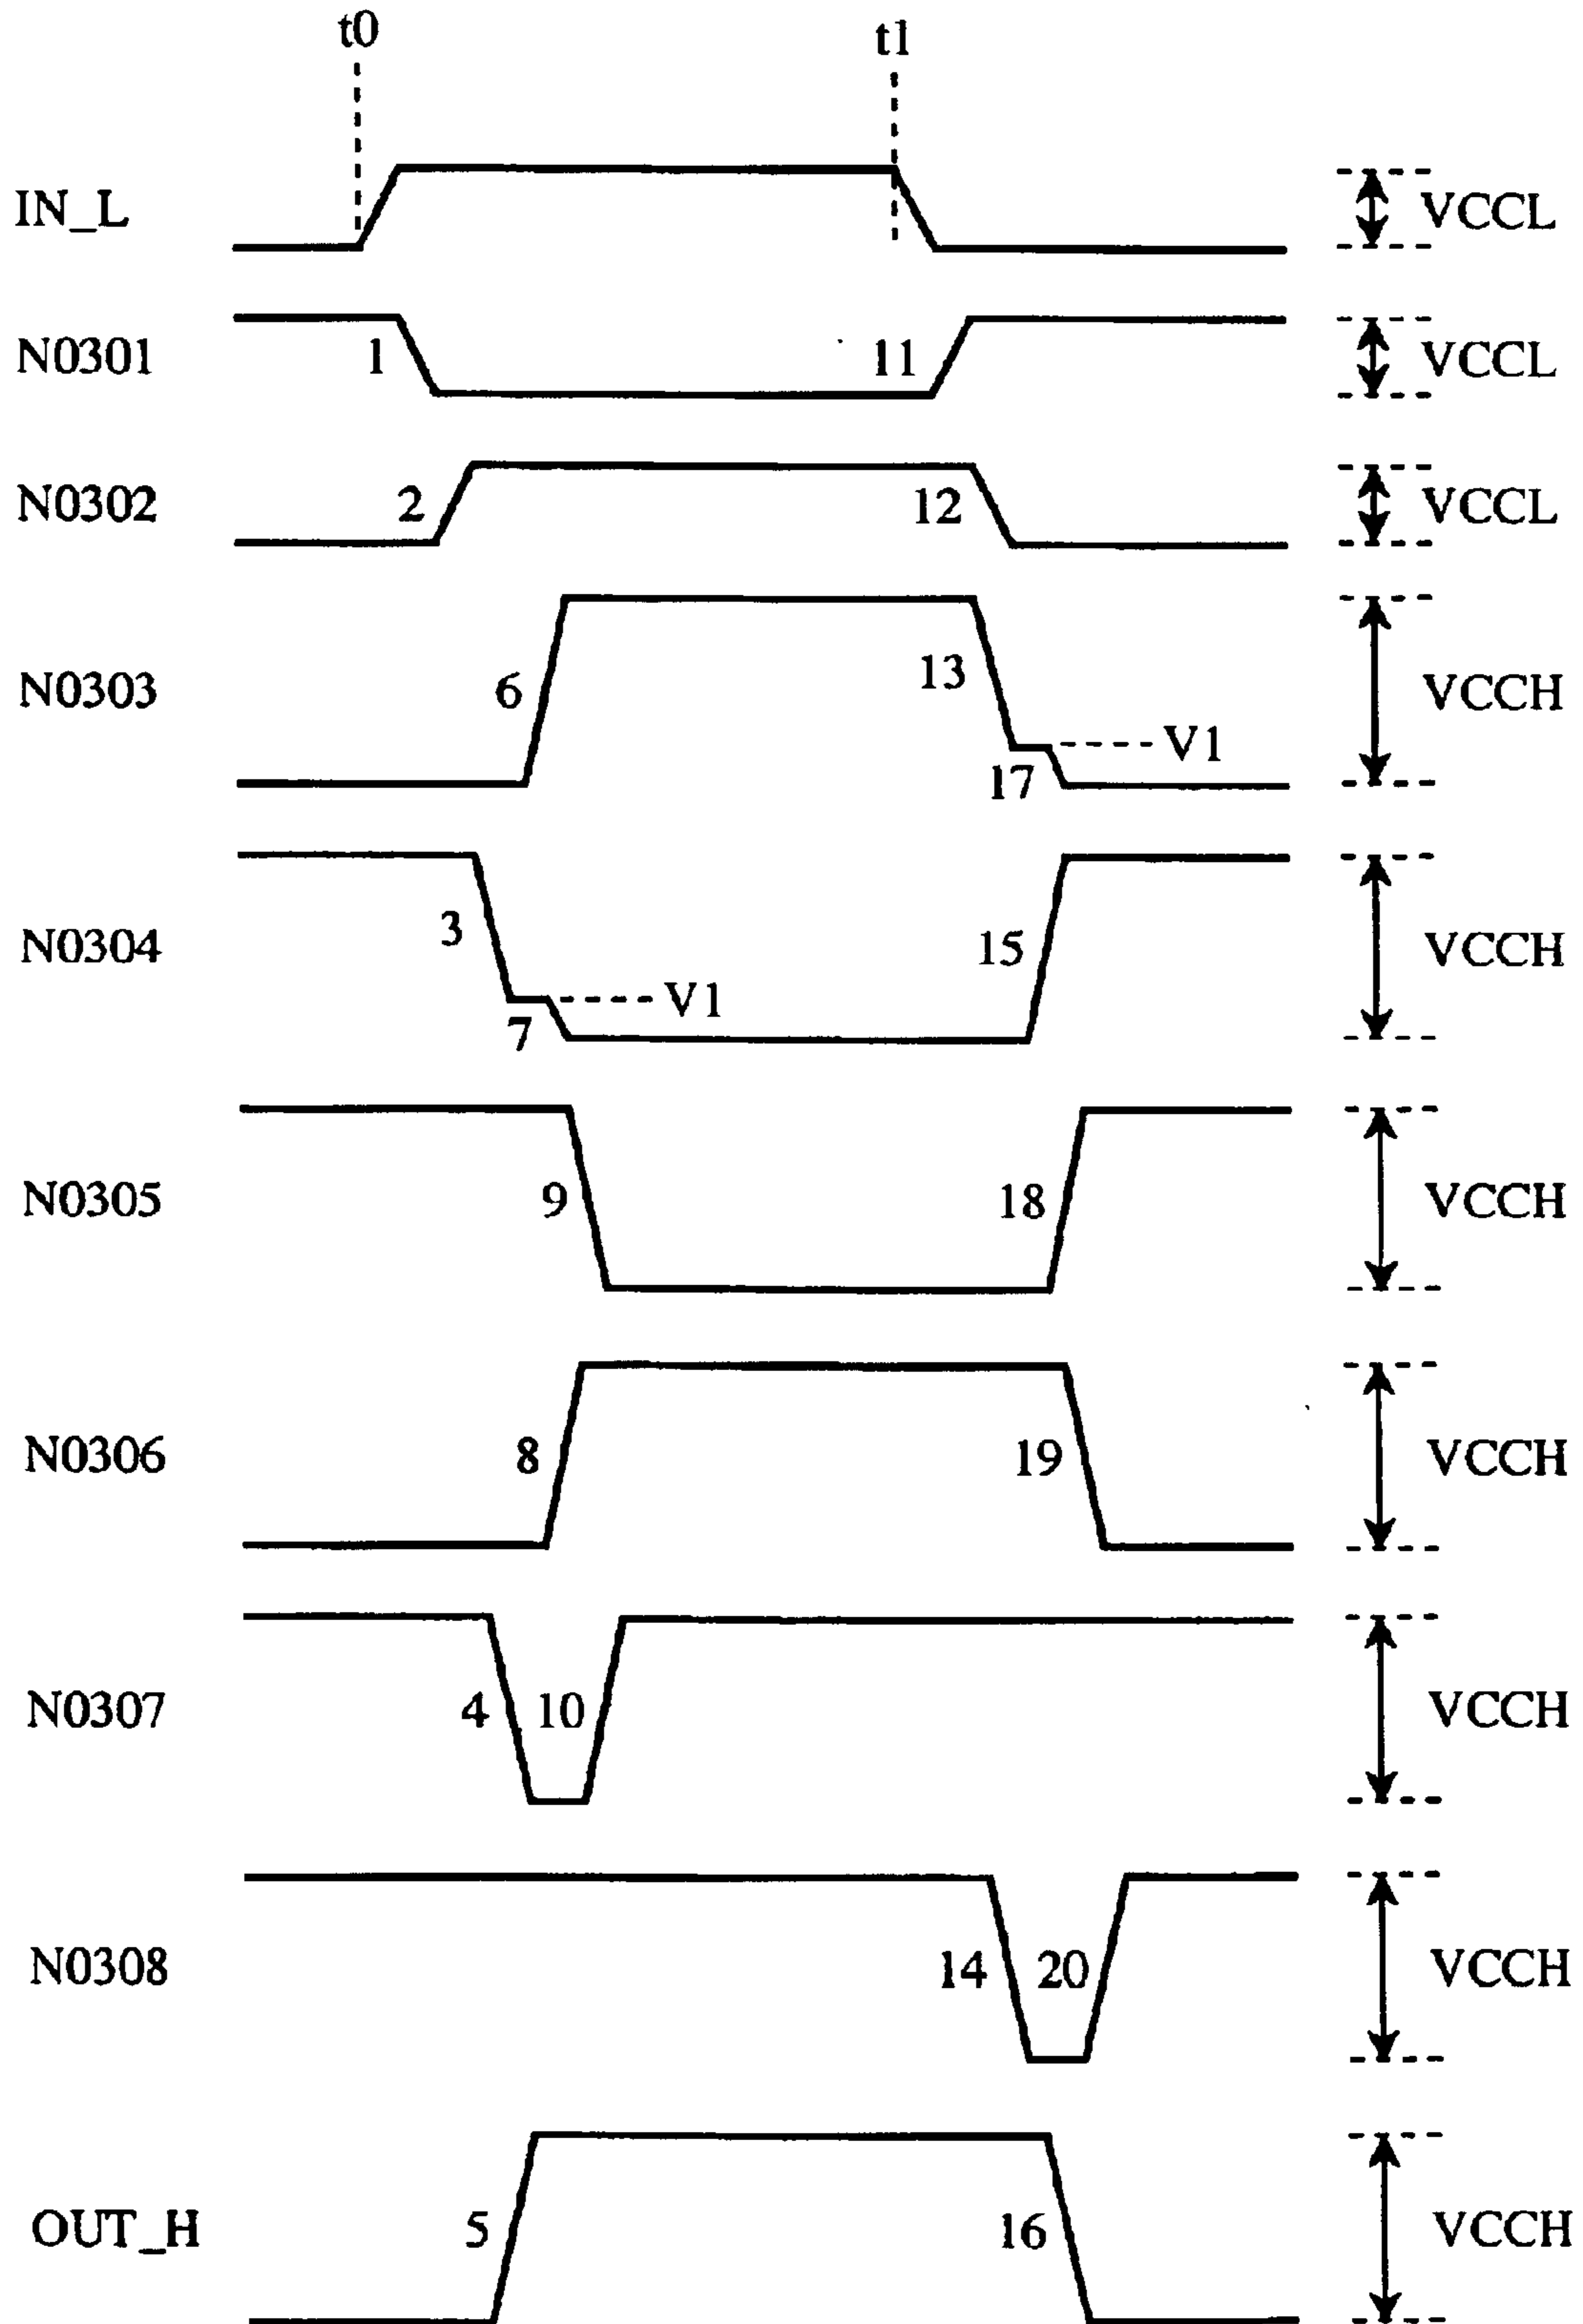 t0 t1
IN_L VCCL
N0301 1 11 VCCL
N0302 2 12 VCCL
N0303 6 13 17 V1 VCCH
N0304 3 7 V1 15 VCCH
N0305 9 18 VCCH
N0306 8 19 VCCH
N0307 4 10 VCCH
N0308 14 20 VCCH
OUT_H 5 16 VCCH